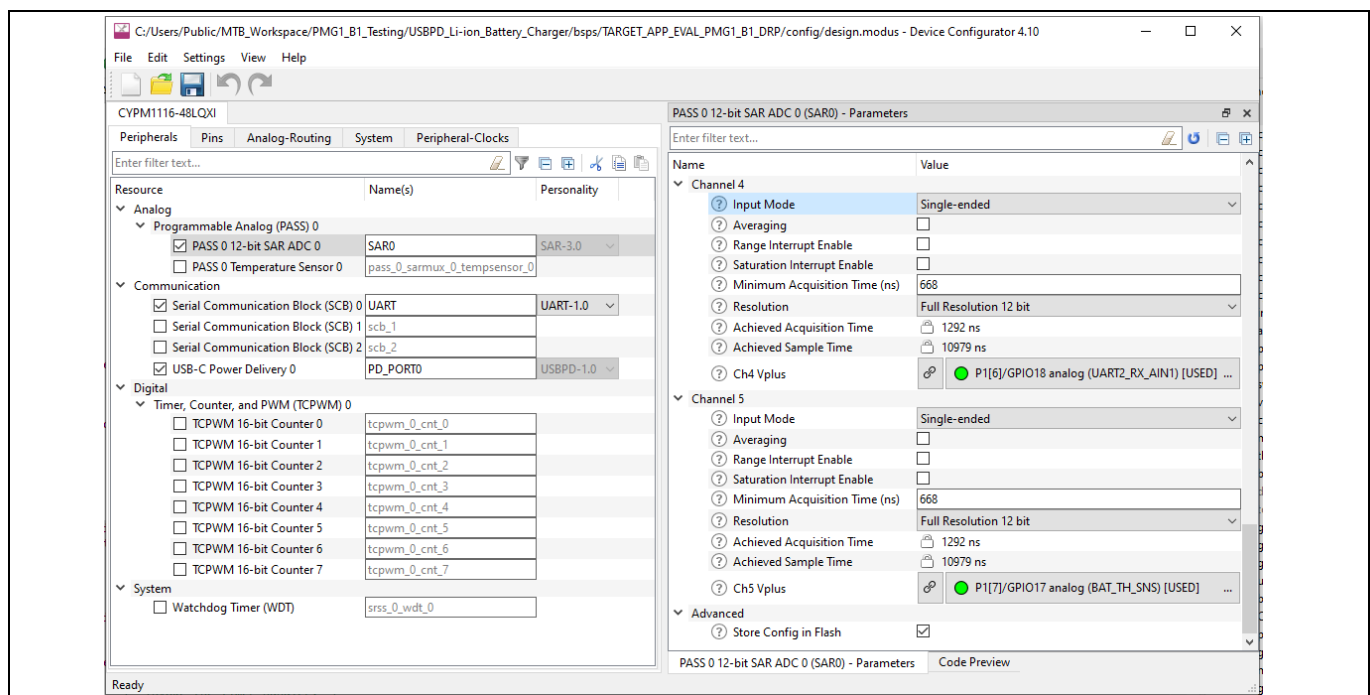 C:/Users/Public/MTB_Workspace/PMG1_B1_Testing/USBPD_Li-ion_Battery_Charger/bsps/TARGET_APP_EVAL_PMG1_B1_DRP/config/design.modus - Device Configurator 4.10
File Edit Settings View Help
CYPM1116-48LQXI
Peripherals Pins Analog-Routing System Peripheral-Clocks
Enter filter text...
Resource Name(s) Personality
Analog
Programmable Analog (PASS) 0
PASS 0 12-bit SAR ADC 0 SAR0 SAR-3.0
PASS 0 Temperature Sensor 0 pass_0_sarmux_0_tempsensor_0
Communication
Serial Communication Block (SCB) 0 UART UART-1.0
Serial Communication Block (SCB) 1 scb_1
Serial Communication Block (SCB) 2 scb_2
USB-C Power Delivery 0 PD_PORT0 USBPD-1.0
Digital
Timer, Counter, and PWM (TCPWM) 0
TCPWM 16-bit Counter 0 tcpwm_0_cnt_0
TCPWM 16-bit Counter 1 tcpwm_0_cnt_1
TCPWM 16-bit Counter 2 tcpwm_0_cnt_2
TCPWM 16-bit Counter 3 tcpwm_0_cnt_3
TCPWM 16-bit Counter 4 tcpwm_0_cnt_4
TCPWM 16-bit Counter 5 tcpwm_0_cnt_5
TCPWM 16-bit Counter 6 tcpwm_0_cnt_6
TCPWM 16-bit Counter 7 tcpwm_0_cnt_7
System
Watchdog Timer (WDT) srss_0_wdt_0
PASS 0 12-bit SAR ADC 0 (SAR0) - Parameters
Enter filter text...
Name Value
Channel 4
Input Mode Single-ended
Averaging
Range Interrupt Enable
Saturation Interrupt Enable
Minimum Acquisition Time (ns) 668
Resolution Full Resolution 12 bit
Achieved Acquisition Time 1292 ns
Achieved Sample Time 10979 ns
Ch4 Vplus P1[6]/GPIO18 analog (UART2_RX_AIN1) [USED] ...
Channel 5
Input Mode Single-ended
Averaging
Range Interrupt Enable
Saturation Interrupt Enable
Minimum Acquisition Time (ns) 668
Resolution Full Resolution 12 bit
Achieved Acquisition Time 1292 ns
Achieved Sample Time 10979 ns
Ch5 Vplus P1[7]/GPIO17 analog (BAT_TH_SNS) [USED] ...
Advanced
Store Config in Flash
PASS 0 12-bit SAR ADC 0 (SAR0) - Parameters Code Preview
Ready